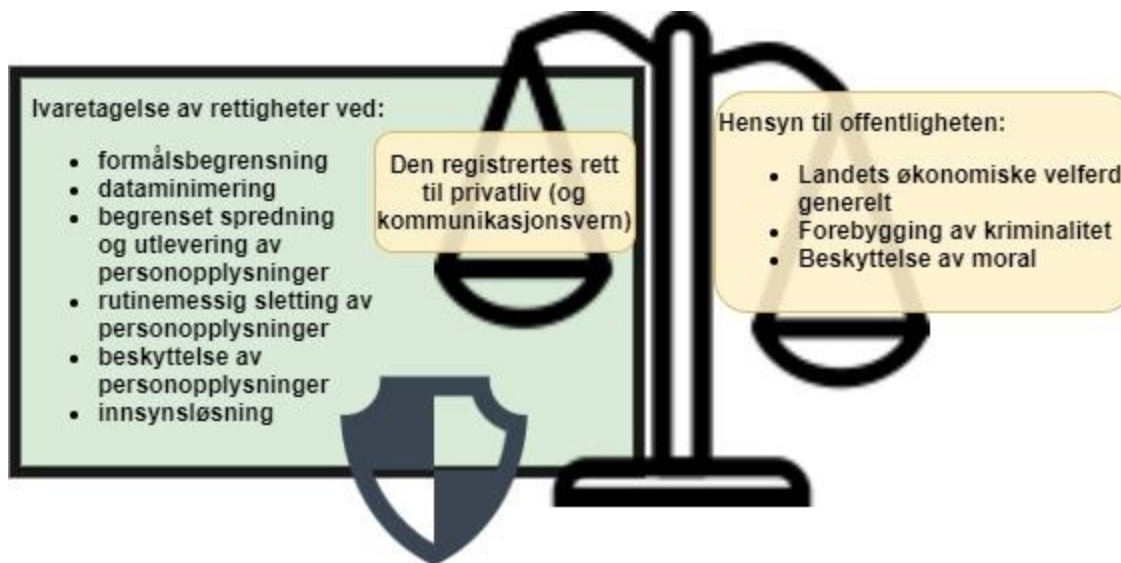 Ivaretagelse av rettigheter ved:
• formålsbegrensning
• dataminimering
• begrenset spredning
og utlevering av
personopplysninger
• rutinemessig sletting av
personopplysninger
• beskyttelse av
personopplysninger
• innsynsløsning
Den registrertes rett
til privatliv (og
kommunikasjonsvern)
Hensyn til offentligheten:
• Landets økonomiske velferd
generelt
• Forebygging av kriminalitet
• Beskyttelse av moral